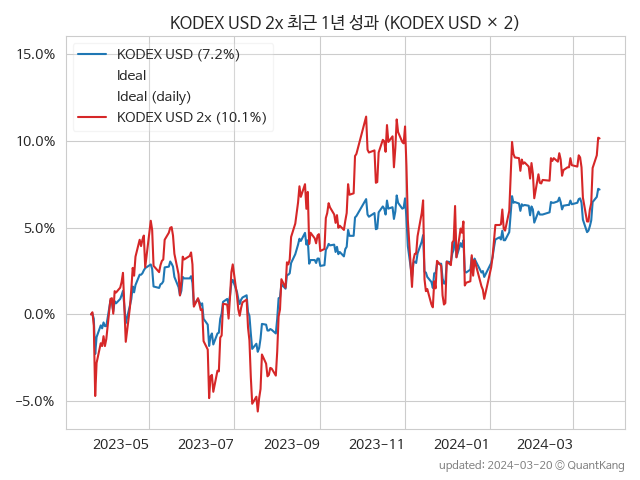 KODEX USD 2x 최근 1년 성과 (KODEX USD × 2)
KODEX USD (7.2%)
Ideal
Ideal (daily)
KODEX USD 2x (10.1%)
15.0%
10.0%
5.0%
0.0%
−5.0%
2023-05 2023-07 2023-09 2023-11 2024-01 2024-03
updated: 2024-03-20 © QuantKang